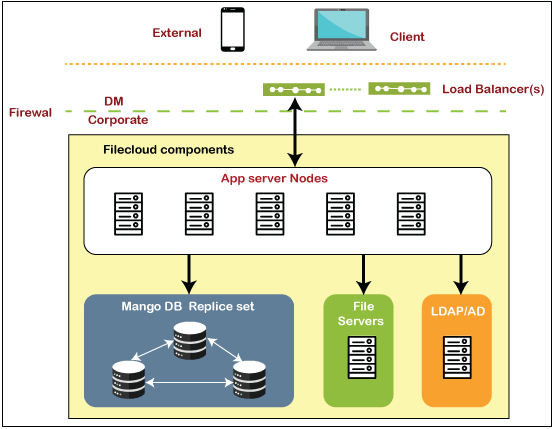 External
Client
Load Balancer(s)
DM
Firewal
Corporate
Filecloud components
App server Nodes
Mango DB Replice set
File
Servers
LDAP/AD